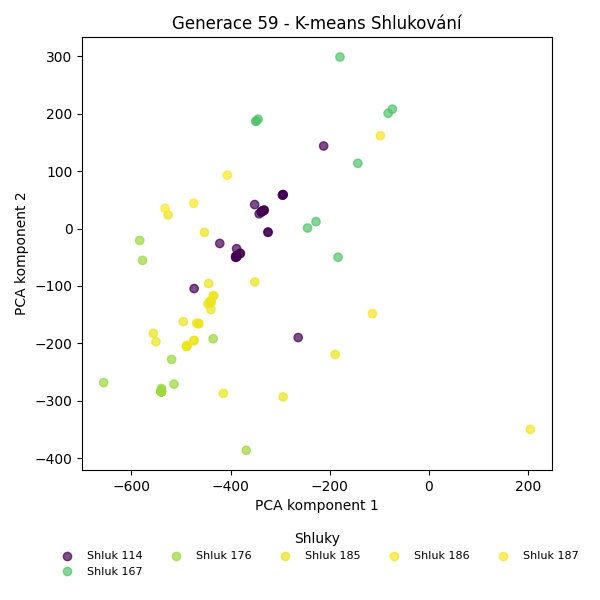 Generace 59 - K-means Shlukování
300
200
100
0
−100
−200
−300
−400
PCA komponent 2
−600
−400
−200
0
200
PCA komponent 1
Shluky
Shluk 114
Shluk 176
Shluk 185
Shluk 186
Shluk 187
Shluk 167